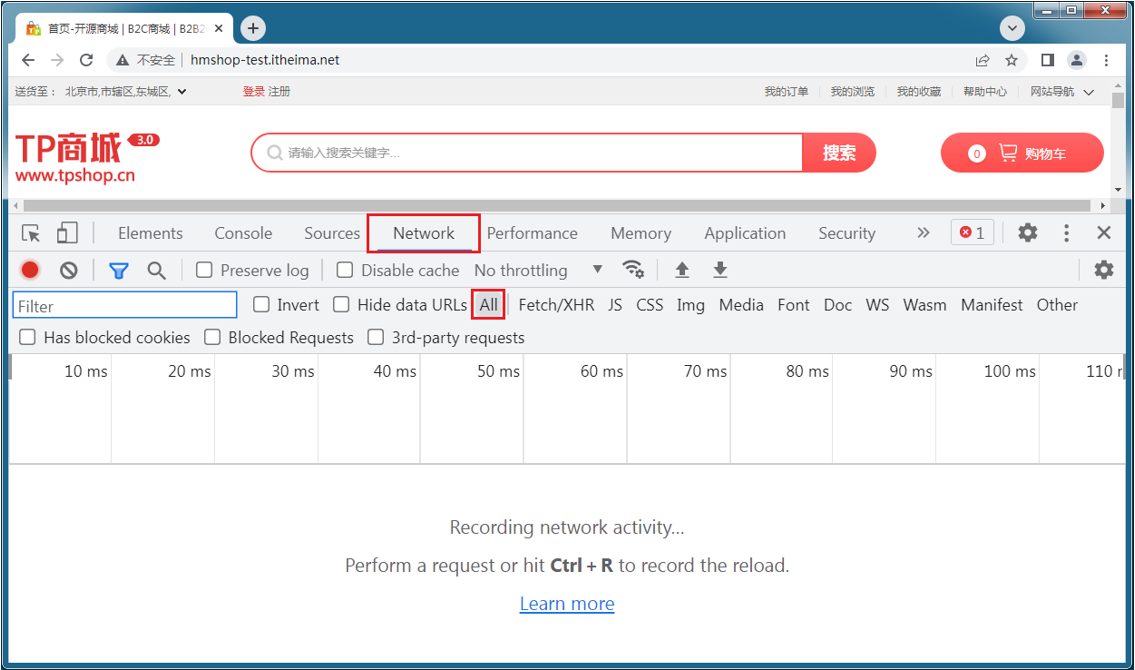 首页-开源商城 | B2C商城 | B2B2
不安全 hmshop-test.itheima.net
送货至： 北京市,市辖区,东城区, 登录 注册 我的订单 我的浏览 我的收藏 帮助中心 网站导航
TP商城 3.0
www.tpshop.cn
请输入搜索关键字... 搜索 0 购物车
Elements Console Sources Network Performance Memory Application Security » 1
Preserve log Disable cache No throttling
Filter Invert Hide data URLs All Fetch/XHR JS CSS Img Media Font Doc WS Wasm Manifest Other
Has blocked cookies Blocked Requests 3rd-party requests
10 ms 20 ms 30 ms 40 ms 50 ms 60 ms 70 ms 80 ms 90 ms 100 ms 110 r
Recording network activity...
Perform a request or hit Ctrl + R to record the reload.
Learn more